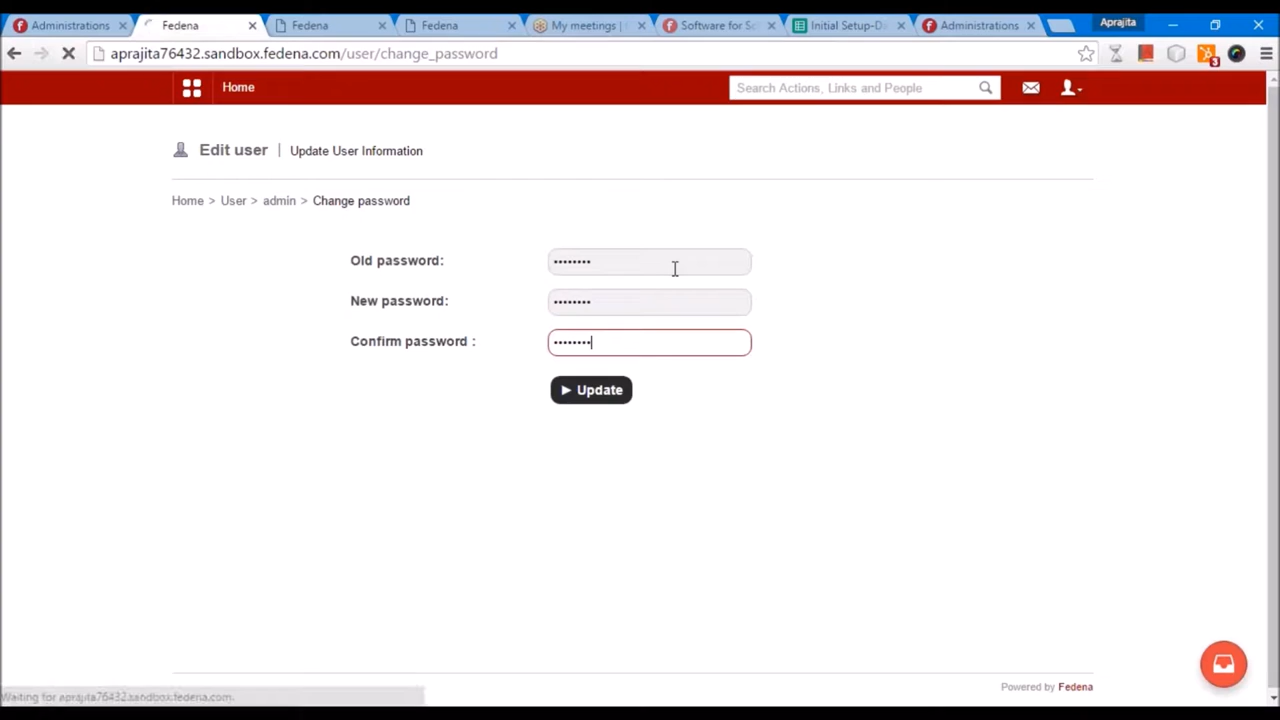 Administrations
Fedena
Fedena
Fedena
My meetings |
Software for Sc
Initial Setup-Da
Administrations
Aprajita
aprajita76432.sandbox.fedena.com/user/change_password
3
Home
Search Actions, Links and People
Edit user | Update User Information
Home > User > admin > Change password
Old password: ••••••••
New password: ••••••••
Confirm password : ••••••••
Update
Powered by Fedena
Waiting for aprajita76432.sandbox.fedena.com...